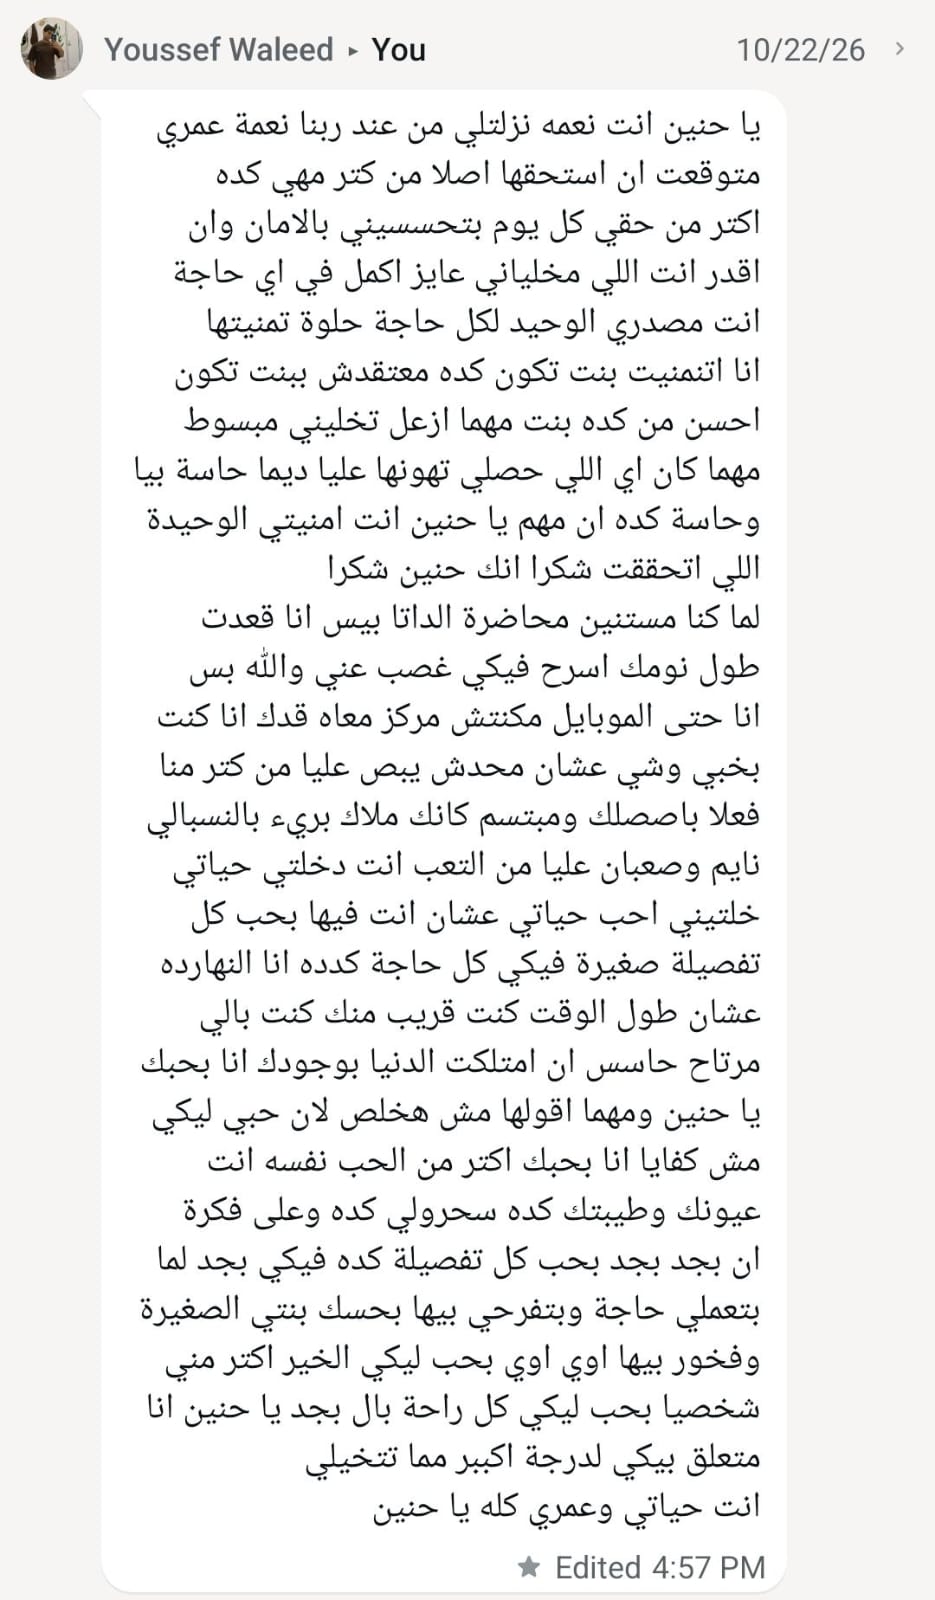 Youssef Waleed ▸ You 10/22/26
يا حنين انت نعمه نزلتلي من عند ربنا نعمة عمري
متوقعت ان استحقها اصلا من كتر مهي كده
اكتر من حقي كل يوم بتحسسيني بالامان وان
اقدر انت اللي مخلياني عايز اكمل في اي حاجة
انت مصدري الوحيد لكل حاجة حلوة تمنيتها
انا اتنمنيت بنت تكون كده معتقدش ببنت تكون
احسن من كده بنت مهما ازعل تخليني مبسوط
مهما كان اي اللي حصلي تهونها عليا ديما حاسة بيا
وحاسة كده ان مهم يا حنين انت امنيتي الوحيدة
اللي اتحققت شكرا انك حنين شكرا
لما كنا مستنين محاضرة الداتا بيس انا قعدت
طول نومك اسرح فيكي غصب عني والله بس
انا حتى الموبايل مكنتش مركز معاه قدك انا كنت
بخبي وشي عشان محدش يبص عليا من كتر منا
فعلا باصصلك ومبتسم كانك ملاك بريء بالنسبالي
نايم وصعبان عليا من التعب انت دخلتي حياتي
خلتيني احب حياتي عشان انت فيها بحب كل
تفصيلة صغيرة فيكي كل حاجة كدده انا النهارده
عشان طول الوقت كنت قريب منك كنت بالي
مرتاح حاسس ان امتلكت الدنيا بوجودك انا بحبك
يا حنين ومهما اقولها مش هخلص لان حبي ليكي
مش كفايا انا بحبك اكتر من الحب نفسه انت
عيونك وطيبتك كده سحرولي كده وعلى فكرة
ان بجد بجد بحب كل تفصيلة كده فيكي بجد لما
بتعملي حاجة وبتفرحي بيها بحسك بنتي الصغيرة
وفخور بيها اوي اوي بحب ليكي الخير اكتر مني
شخصيا بحب ليكي كل راحة بال بجد يا حنين انا
متعلق بيكي لدرجة اكببر مما تتخيلي
انت حياتي وعمري كله يا حنين
★ Edited 4:57 PM